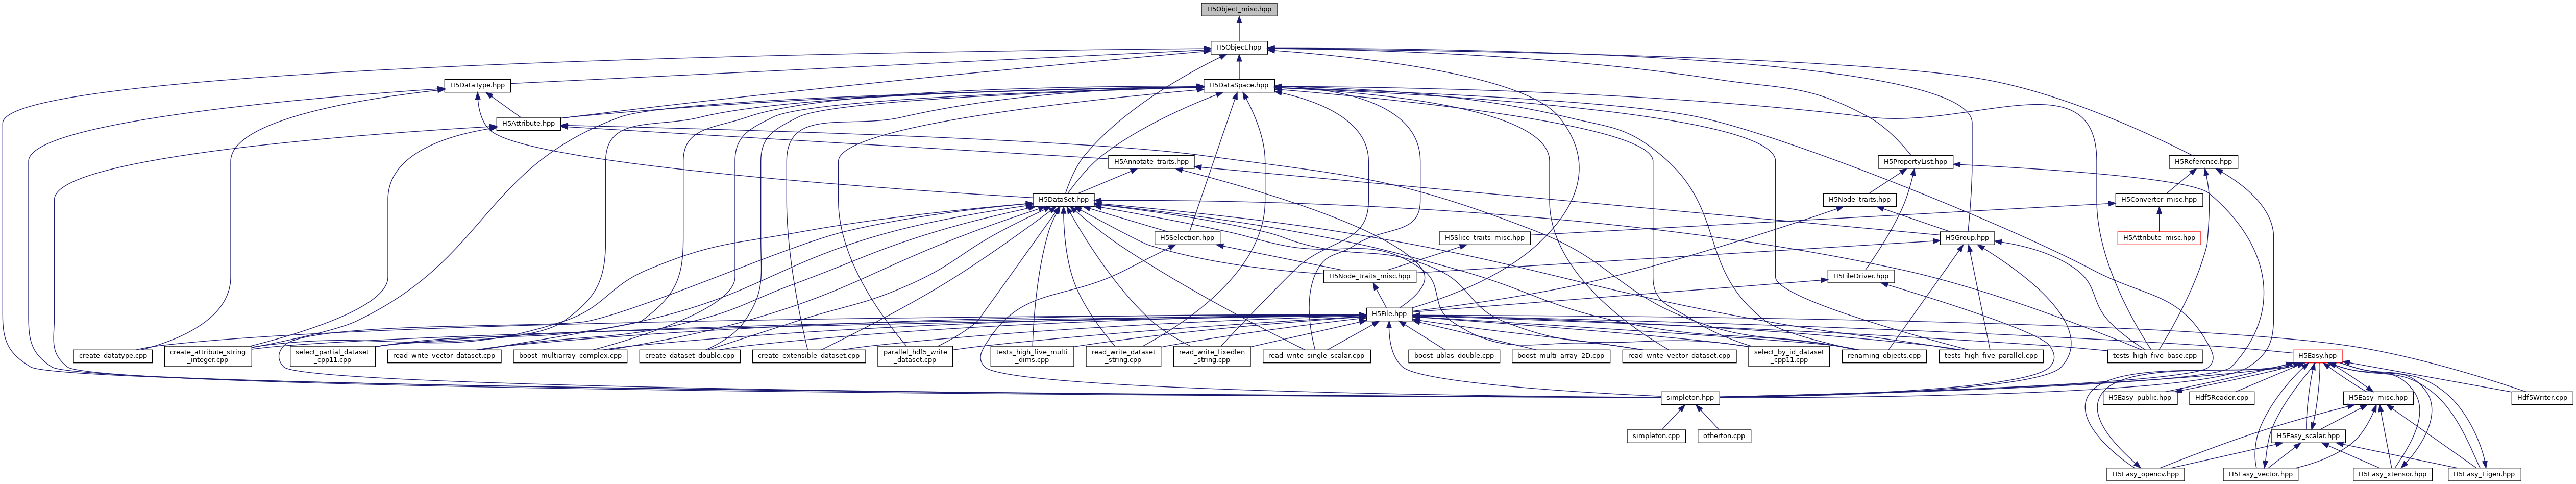 H5Object_misc.hpp
H5Object.hpp
H5DataType.hpp
H5DataSpace.hpp
H5Attribute.hpp
H5Annotate_traits.hpp
H5PropertyList.hpp
H5Reference.hpp
H5DataSet.hpp
H5Node_traits.hpp
H5Converter_misc.hpp
H5Selection.hpp
H5Slice_traits_misc.hpp
H5Group.hpp
H5Attribute_misc.hpp
H5Node_traits_misc.hpp
H5FileDriver.hpp
H5File.hpp
create_datatype.cpp
create_attribute_string
_integer.cpp
select_partial_dataset
_cpp11.cpp
read_write_vector_dataset.cpp
boost_multiarray_complex.cpp
create_dataset_double.cpp
create_extensible_dataset.cpp
parallel_hdf5_write
_dataset.cpp
tests_high_five_multi
_dims.cpp
read_write_dataset
_string.cpp
read_write_fixedlen
_string.cpp
read_write_single_scalar.cpp
boost_ublas_double.cpp
boost_multi_array_2D.cpp
read_write_vector_dataset.cpp
select_by_id_dataset
_cpp11.cpp
renaming_objects.cpp
tests_high_five_parallel.cpp
tests_high_five_base.cpp
H5Easy.hpp
simpleton.hpp
H5Easy_public.hpp
Hdf5Reader.cpp
H5Easy_misc.hpp
Hdf5Writer.cpp
simpleton.cpp
otherton.cpp
H5Easy_scalar.hpp
H5Easy_opencv.hpp
H5Easy_vector.hpp
H5Easy_xtensor.hpp
H5Easy_Eigen.hpp